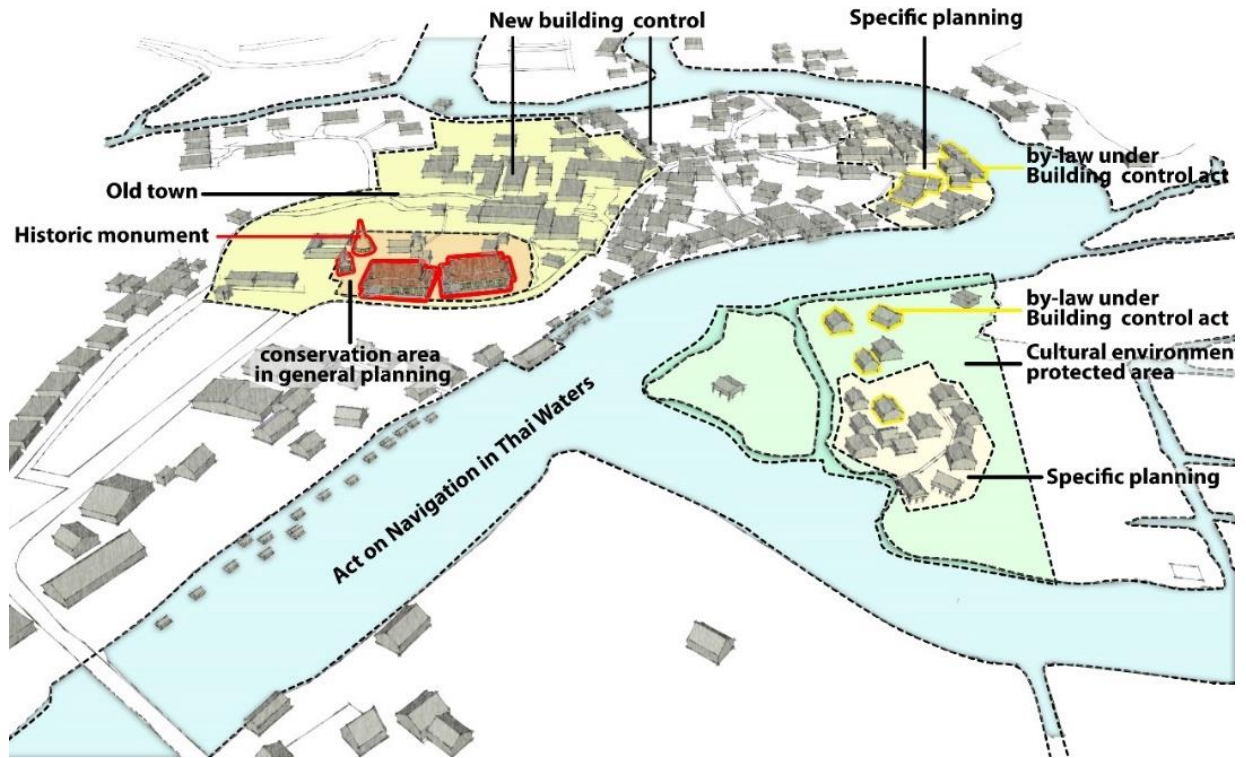 New building control
Specific planning
by-law under
Building control act
Old town
Historic monument
by-law under
Building control act
conservation area
in general planning
Cultural environment
protected area
Act on Navigation in Thai Waters
Specific planning